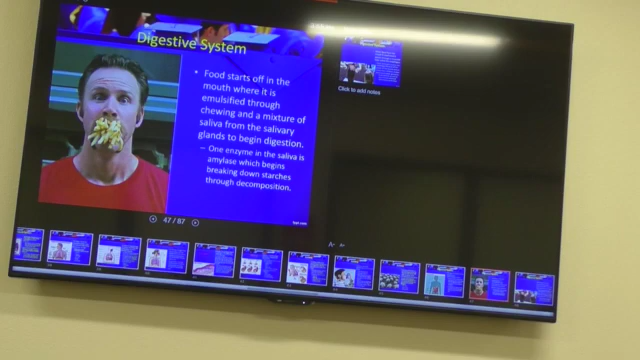 Digestive System
• Food starts off in the
mouth where it is
emulsified through
chewing and a mixture of
saliva from the salivary
glands to begin digestion.
– One enzyme in the saliva is
amylase which begins
breaking down starches
through decomposition.
Click to add notes
47 / 87
A+ A-